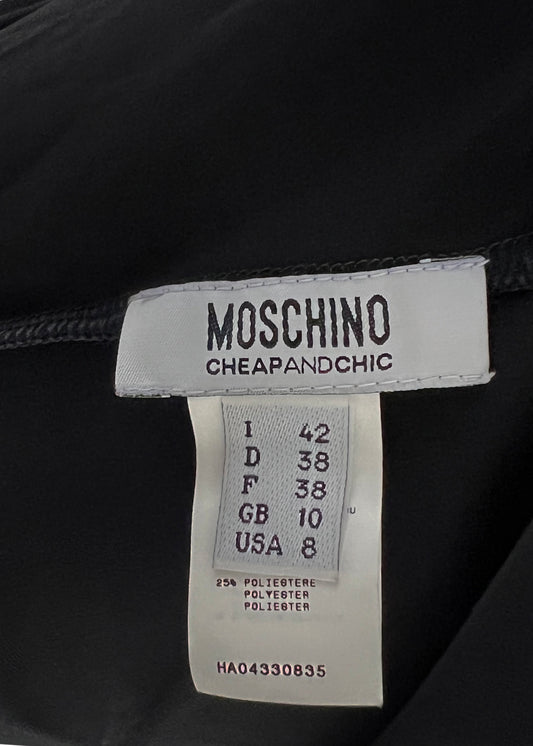 MOSCHINO
CHEAPANDCHIC
I 42
D 38
F 38
GB 10
USA 8
25% POLIESTERE
POLYESTER
POLIESTER
HA04330835